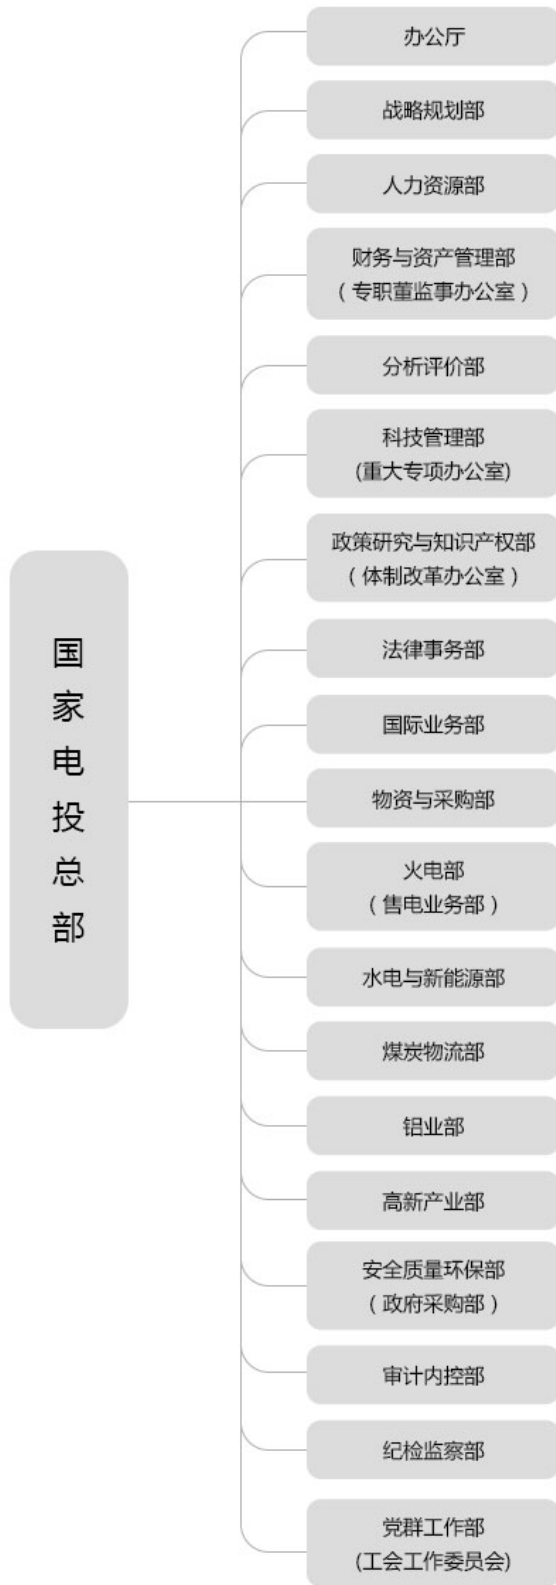 办公厅
战略规划部
人力资源部
财务与资产管理部
（专职董监事办公室）
分析评价部
科技管理部
(重大专项办公室)
政策研究与知识产权部
（体制改革办公室）
法律事务部
国际业务部
物资与采购部
火电部
（售电业务部）
水电与新能源部
煤炭物流部
铝业部
高新产业部
安全质量环保部
（政府采购部）
审计内控部
纪检监察部
党群工作部
(工会工作委员会)
国家电投总部